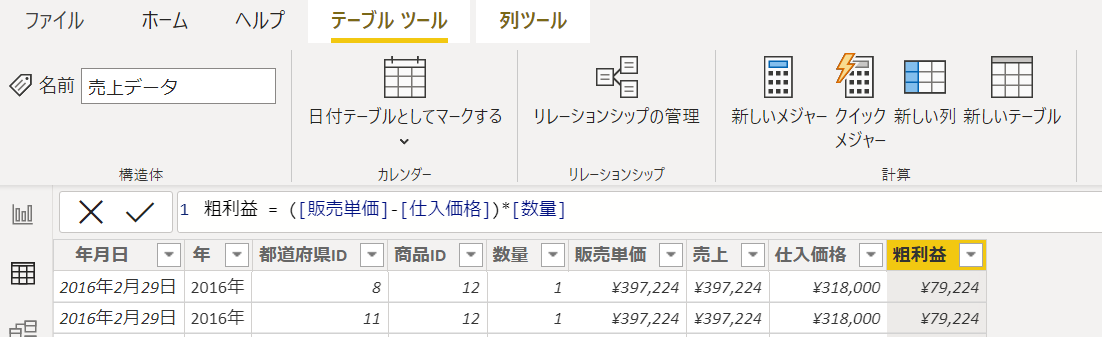 ファイル ホーム ヘルプ テーブル ツール 列ツール
名前 売上データ
日付テーブルとしてマークする
リレーションシップの管理
新しいメジャー クイック メジャー 新しい列 新しいテーブル
構造体 カレンダー リレーションシップ 計算
1 粗利益 = ([販売単価]-[仕入価格])*[数量]
年月日 年 都道府県ID 商品ID 数量 販売単価 売上 仕入価格 粗利益
2016年2月29日 2016年 8 12 1 ¥397,224 ¥397,224 ¥318,000 ¥79,224
2016年2月29日 2016年 11 12 1 ¥397,224 ¥397,224 ¥318,000 ¥79,224